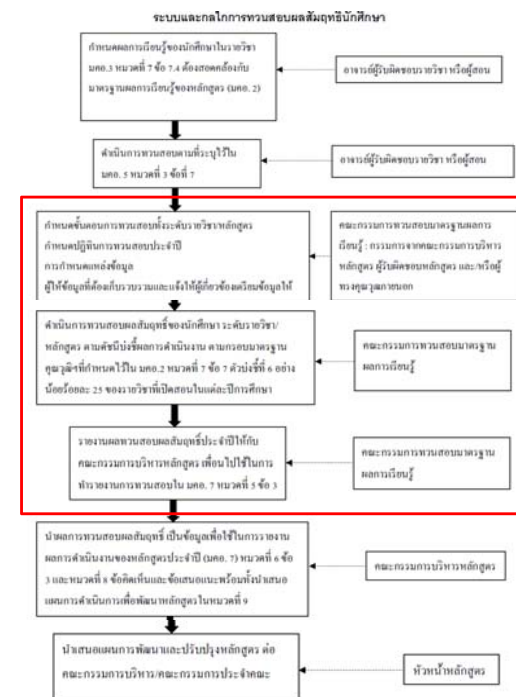 ระบบและกลไกการทวนสอบผลสัมฤทธิ์นักศึกษา
กำหนดผลการเรียนรู้ของนักศึกษาในรายวิชา
มคอ.3 หมวดที่ 7 ข้อ 7.4 ต้องสอดคล้องกับ
มาตรฐานผลการเรียนรู้ของหลักสูตร (มคอ. 2)
อาจารย์ผู้รับผิดชอบรายวิชา หรือผู้สอน
ดำเนินการทวนสอบตามที่ระบุไว้ใน
มคอ. 5 หมวดที่ 3 ข้อที่ 7
อาจารย์ผู้รับผิดชอบรายวิชา หรือผู้สอน
กำหนดขั้นตอนการทวนสอบทั้งระดับรายวิชา/หลักสูตร
กำหนดปฏิทินการทวนสอบประจำปี
การกำหนดแหล่งข้อมูล
ผู้ให้ข้อมูลที่ต้องเก็บรวบรวมและแจ้งให้ผู้เกี่ยวข้องเตรียมข้อมูลให้
คณะกรรมการทวนสอบมาตรฐานผลการ
เรียนรู้ : กรรมการจากคณะกรรมการบริหาร
หลักสูตร ผู้รับผิดชอบหลักสูตร และ/หรือผู้
ทรงคุณวุฒิภายนอก
ดำเนินการทวนสอบผลสัมฤทธิ์ของนักศึกษา ระดับรายวิชา/
หลักสูตร ตามดัชนีบ่งชี้ผลการดำเนินงาน ตามกรอบมาตรฐาน
คุณวุฒิฯที่กำหนดไว้ใน มคอ.2 หมวดที่ 7 ข้อ 7 ตัวบ่งชี้ที่ 6 อย่าง
น้อยร้อยละ 25 ของรายวิชาที่เปิดสอนในแต่ละปีการศึกษา
คณะกรรมการทวนสอบมาตรฐาน
ผลการเรียนรู้
รายงานผลทวนสอบผลสัมฤทธิ์ประจำปีให้กับ
คณะกรรมการบริหารหลักสูตร เพื่อนไปใช้ในการ
ทำรายงานการทวนสอบใน มคอ. 7 หมวดที่ 5 ข้อ 3
คณะกรรมการทวนสอบมาตรฐาน
ผลการเรียนรู้
นำผลการทวนสอบผลสัมฤทธิ์ เป็นข้อมูลเพื่อใช้ในการรายงาน
ผลการดำเนินงานของหลักสูตรประจำปี (มคอ. 7) หมวดที่ 6 ข้อ
3 และหมวดที่ 8 ข้อคิดเห็นและข้อเสนอแนะพร้อมทั้งนำเสนอ
แผนการดำเนินการเพื่อพัฒนาหลักสูตรในหมวดที่ 9
คณะกรรมการบริหารหลักสูตร
นำเสนอแผนการพัฒนาและปรับปรุงหลักสูตร ต่อ
คณะกรรมการบริหาร/คณะกรรมการประจำคณะ
หัวหน้าหลักสูตร